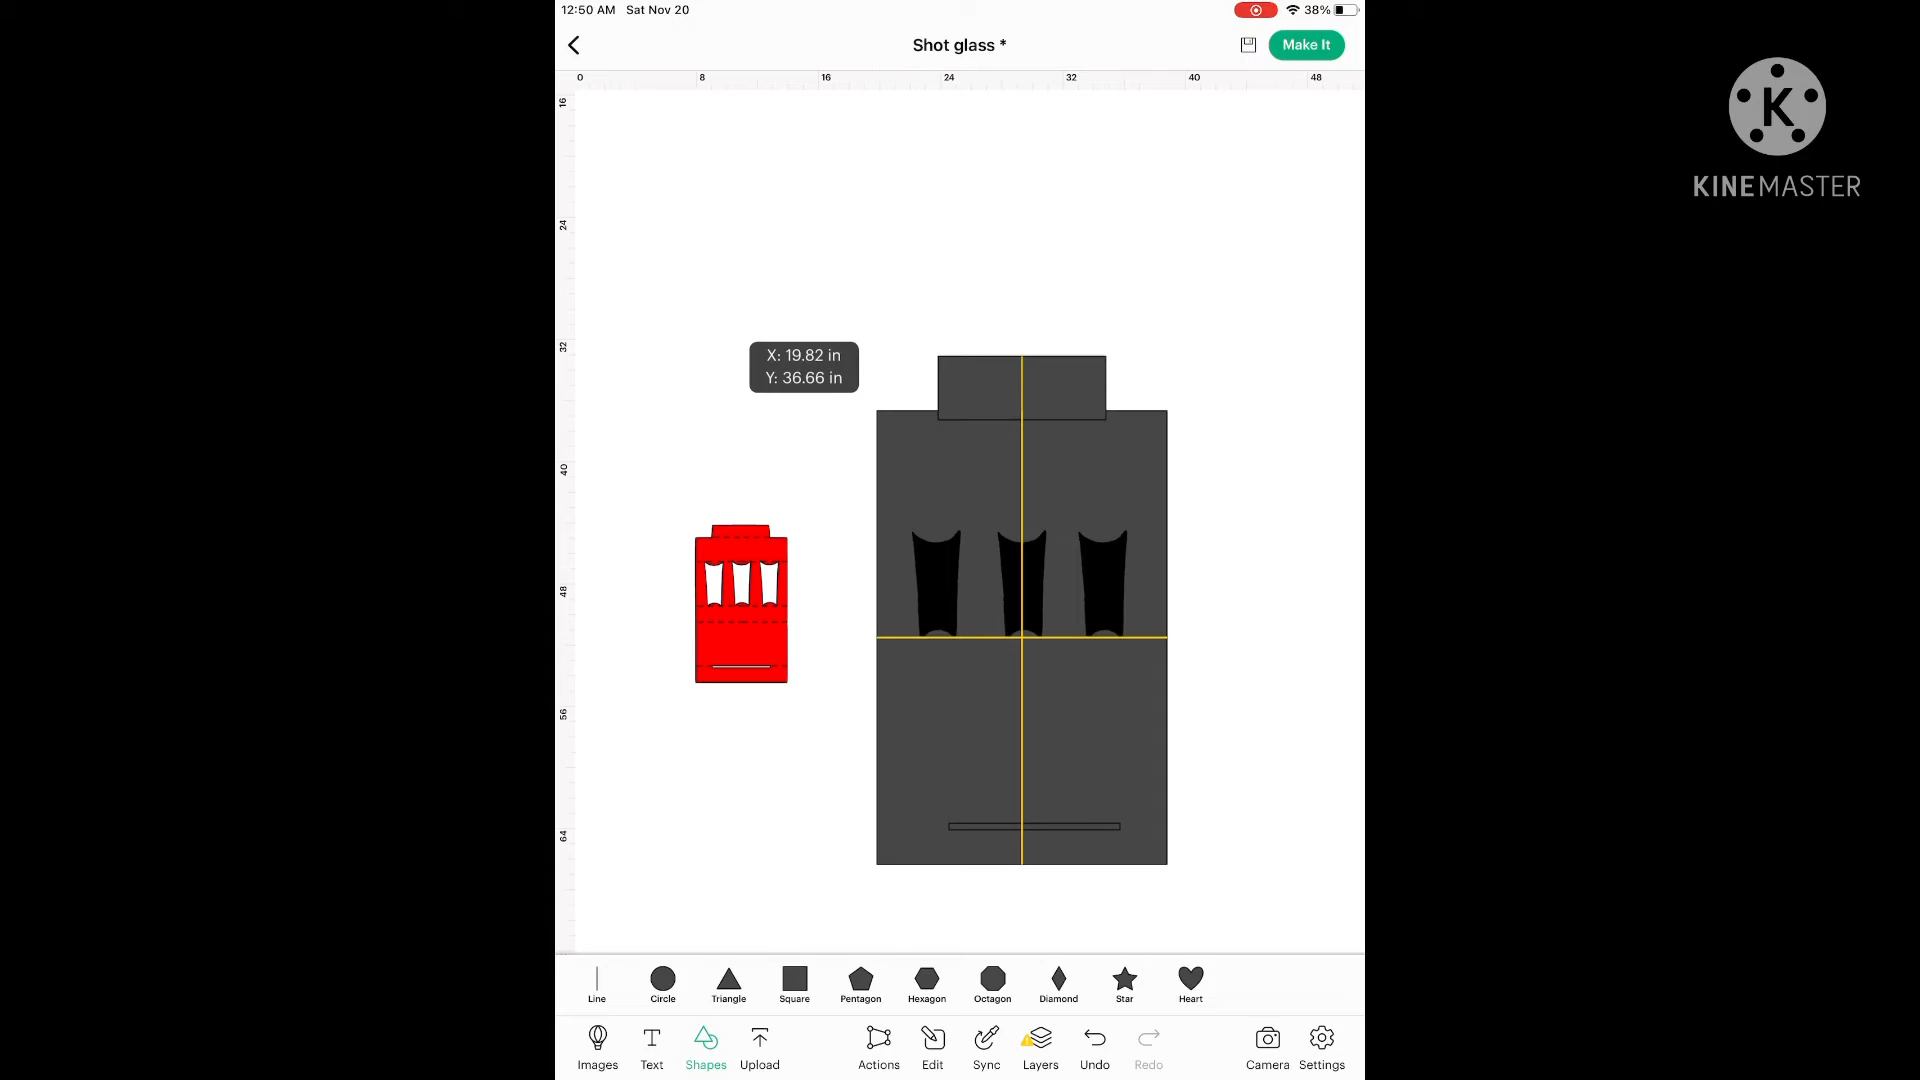 12:50 AM Sat Nov 20
38%
Shot glass *
Make It
0 8 16 24 32 40 48
16
24
32
40
48
56
64
X: 19.82 in
Y: 36.66 in
K
KINEMASTER
Line Circle Triangle Square Pentagon Hexagon Octagon Diamond Star Heart
Images Text Shapes Upload Actions Edit Sync Layers Undo Redo Camera Settings